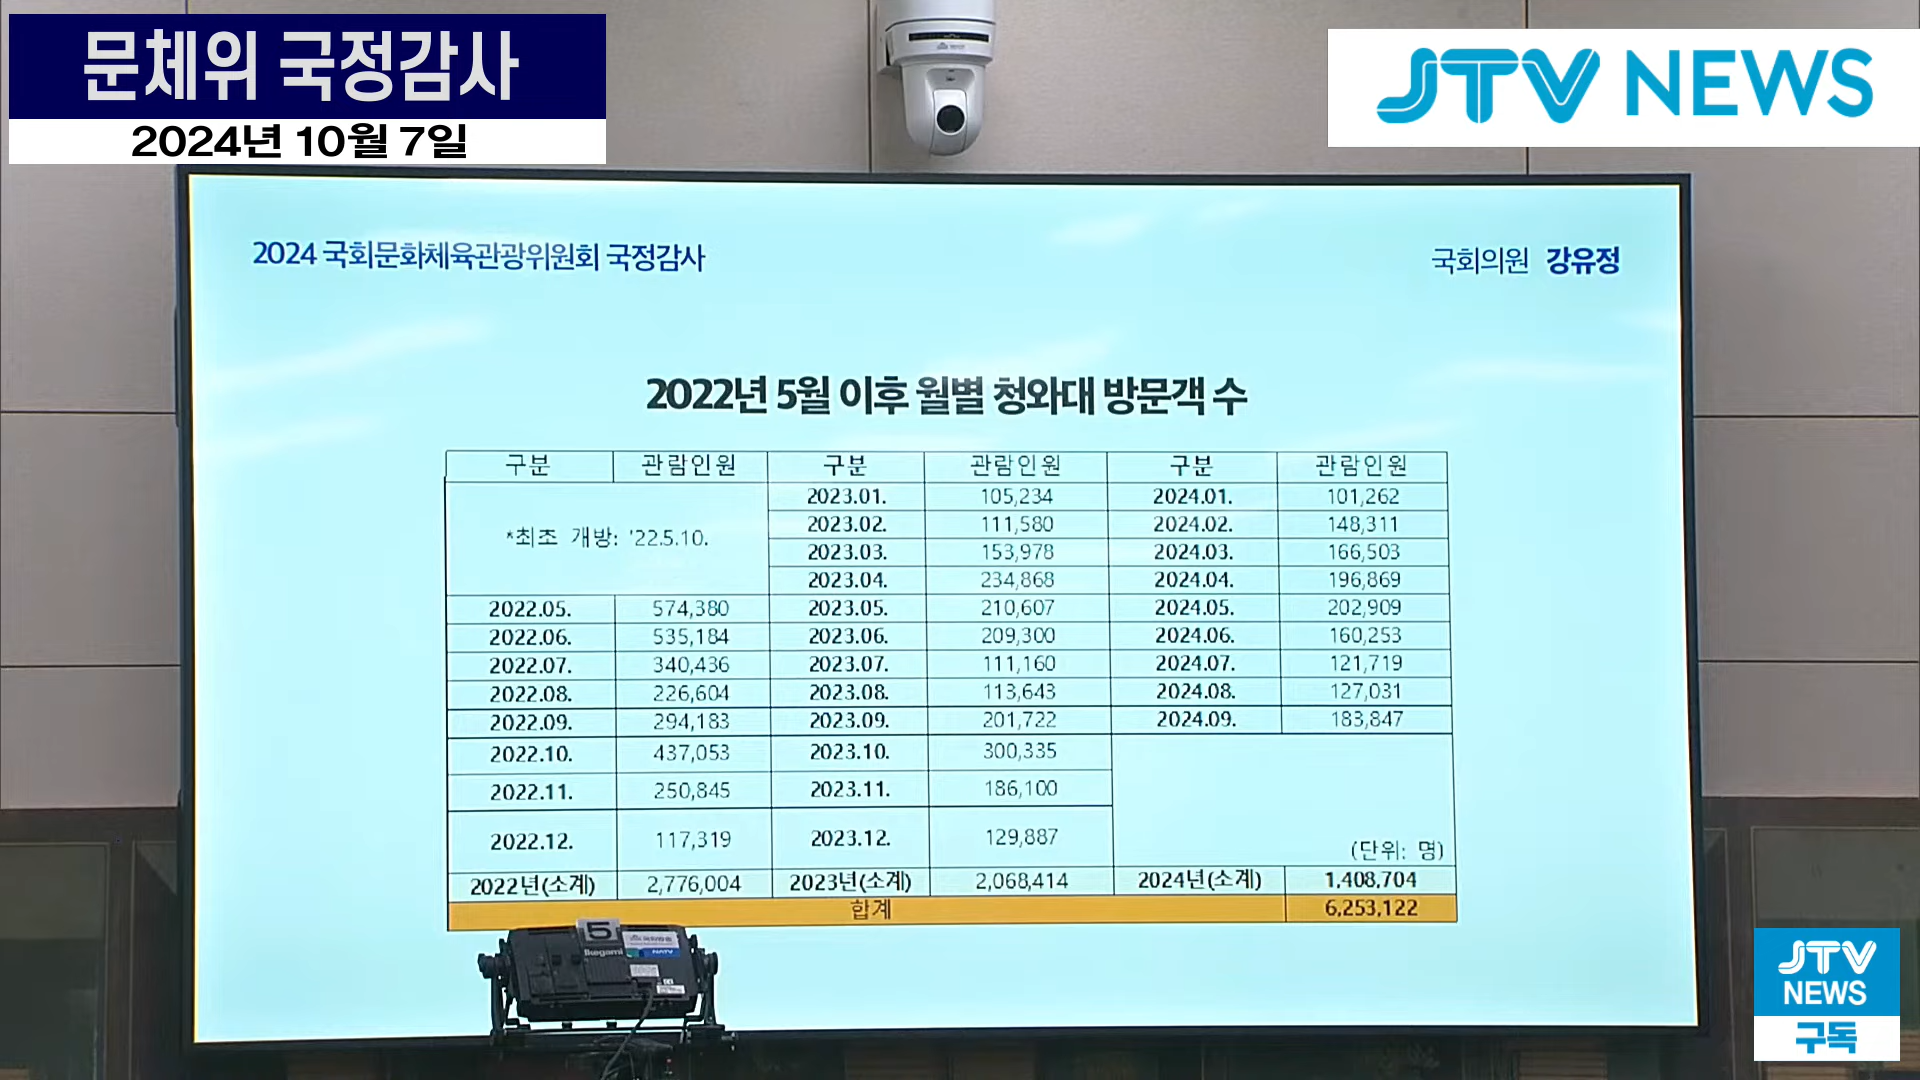 문체위 국정감사
2024년 10월 7일
JTV NEWS
2024 국회문화체육관광위원회 국정감사
국회의원 강유정
2022년 5월 이후 월별 청와대 방문객 수
구분 관람인원 구분 관람인원 구분 관람인원
*최초 개방: '22.5.10.
2023.01. 105,234 2024.01. 101,262
2023.02. 111,580 2024.02. 148,311
2023.03. 153,978 2024.03. 166,503
2023.04. 234,868 2024.04. 196,869
2022.05. 574,380 2023.05. 210,607 2024.05. 202,909
2022.06. 535,184 2023.06. 209,300 2024.06. 160,253
2022.07. 340,436 2023.07. 111,160 2024.07. 121,719
2022.08. 226,604 2023.08. 113,643 2024.08. 127,031
2022.09. 294,183 2023.09. 201,722 2024.09. 183,847
2022.10. 437,053 2023.10. 300,335
2022.11. 250,845 2023.11. 186,100
2022.12. 117,319 2023.12. 129,887
(단위: 명)
2022년(소계) 2,776,004 2023년(소계) 2,068,414 2024년(소계) 1,408,704
합계 6,253,122
5
Ikegami
NATV
JTV
NEWS
구독